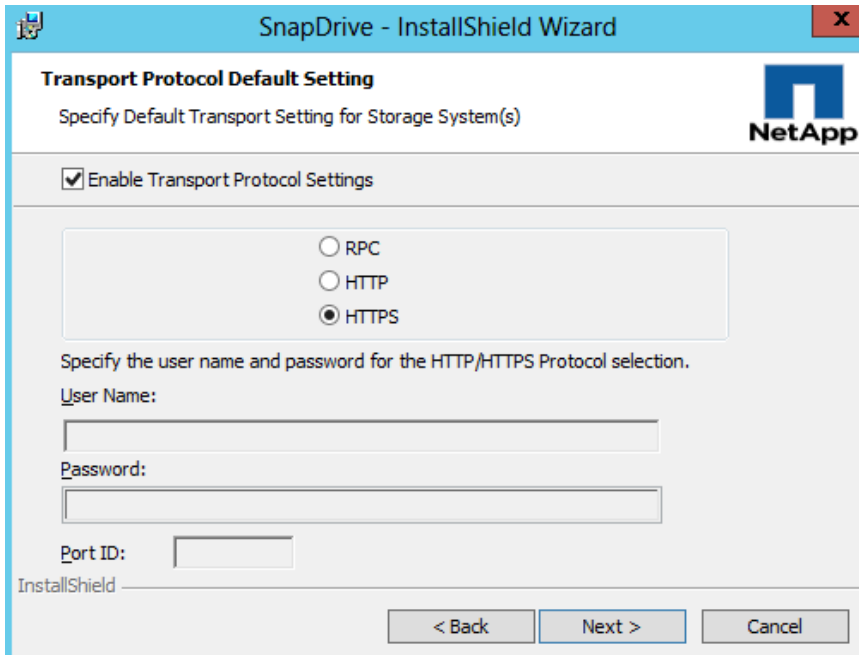 SnapDrive - InstallShield Wizard
x
Transport Protocol Default Setting
Specify Default Transport Setting for Storage System(s)
NetApp
Enable Transport Protocol Settings
RPC
HTTP
HTTPS
Specify the user name and password for the HTTP/HTTPS Protocol selection.
User Name:
Password:
Port ID:
InstallShield
< Back Next > Cancel